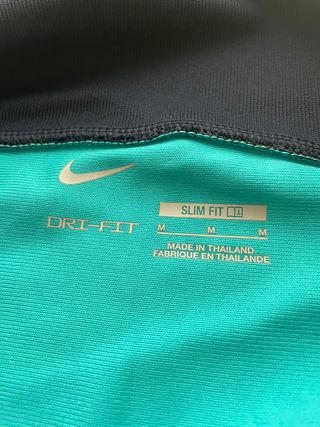 SLIM FIT
DRI-FIT
M M M
MADE IN THAILAND
FABRIQUE EN THAILANDE